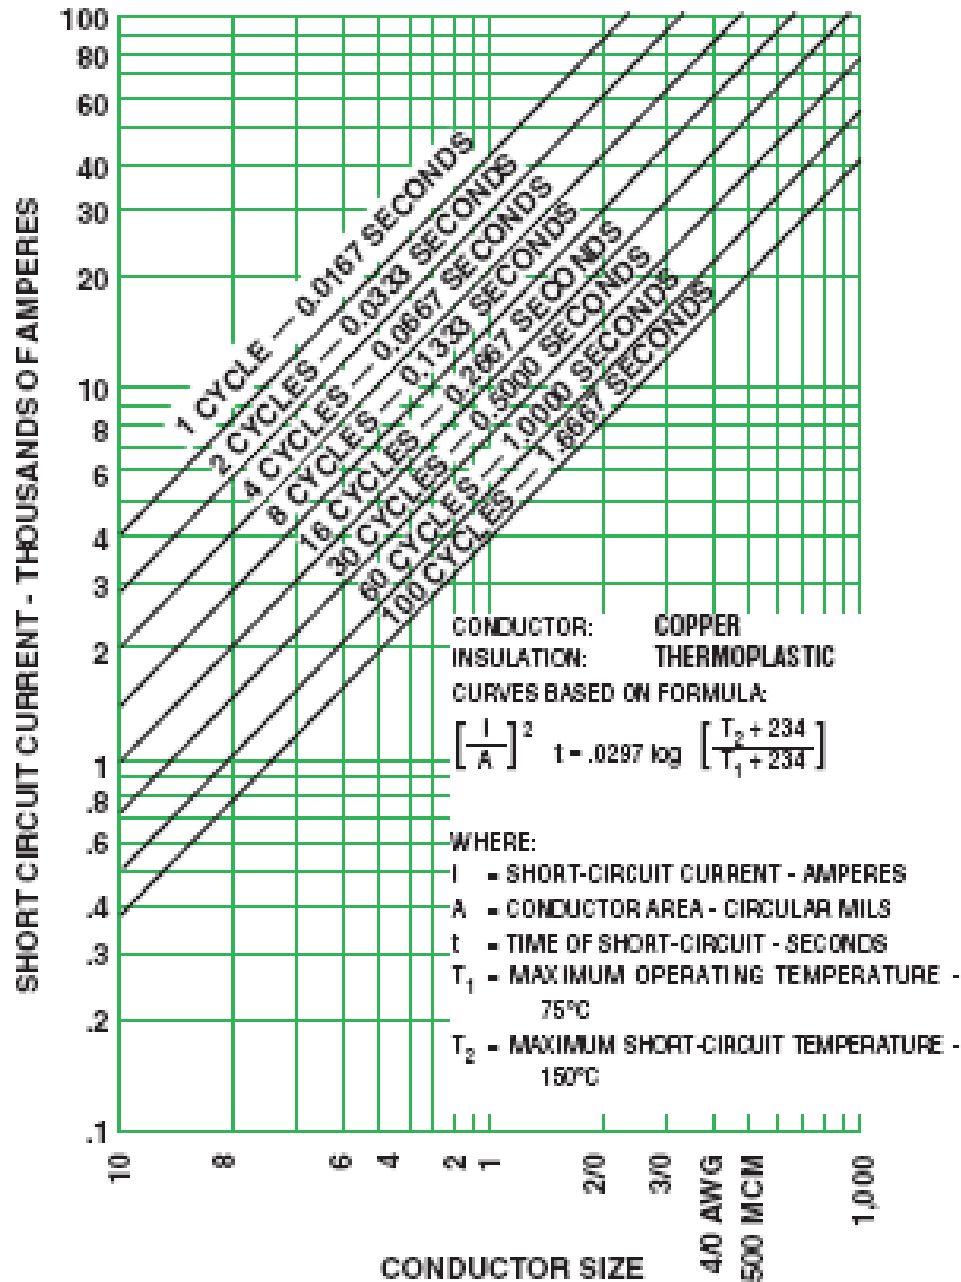 SHORT CIRCUIT CURRENT - THOUSANDS OF AMPERES
100
80
60
40
30
20
10
8
6
4
3
2
1
.8
.6
.4
.3
.2
.1
1 CYCLE — 0.0167 SECONDS
2 CYCLES — 0.0333 SECONDS
4 CYCLES — 0.0667 SECONDS
8 CYCLES — 0.1333 SECONDS
16 CYCLES — 0.2667 SECONDS
30 CYCLES — 0.5000 SECONDS
60 CYCLES — 1.0000 SECONDS
100 CYCLES — 1.6667 SECONDS
CONDUCTOR: COPPER
INSULATION: THERMOPLASTIC
CURVES BASED ON FORMULA:
[I/A]² t = .0297 log [T₂ + 234 / T₁ + 234]
WHERE:
I = SHORT-CIRCUIT CURRENT - AMPERES
A = CONDUCTOR AREA - CIRCULAR MILS
t = TIME OF SHORT-CIRCUIT - SECONDS
T₁ = MAXIMUM OPERATING TEMPERATURE -
75°C
T₂ = MAXIMUM SHORT-CIRCUIT TEMPERATURE -
150°C
10
8
6
4
2
1
2/0
3/0
4/0 AWG
500 MCM
1,000
CONDUCTOR SIZE